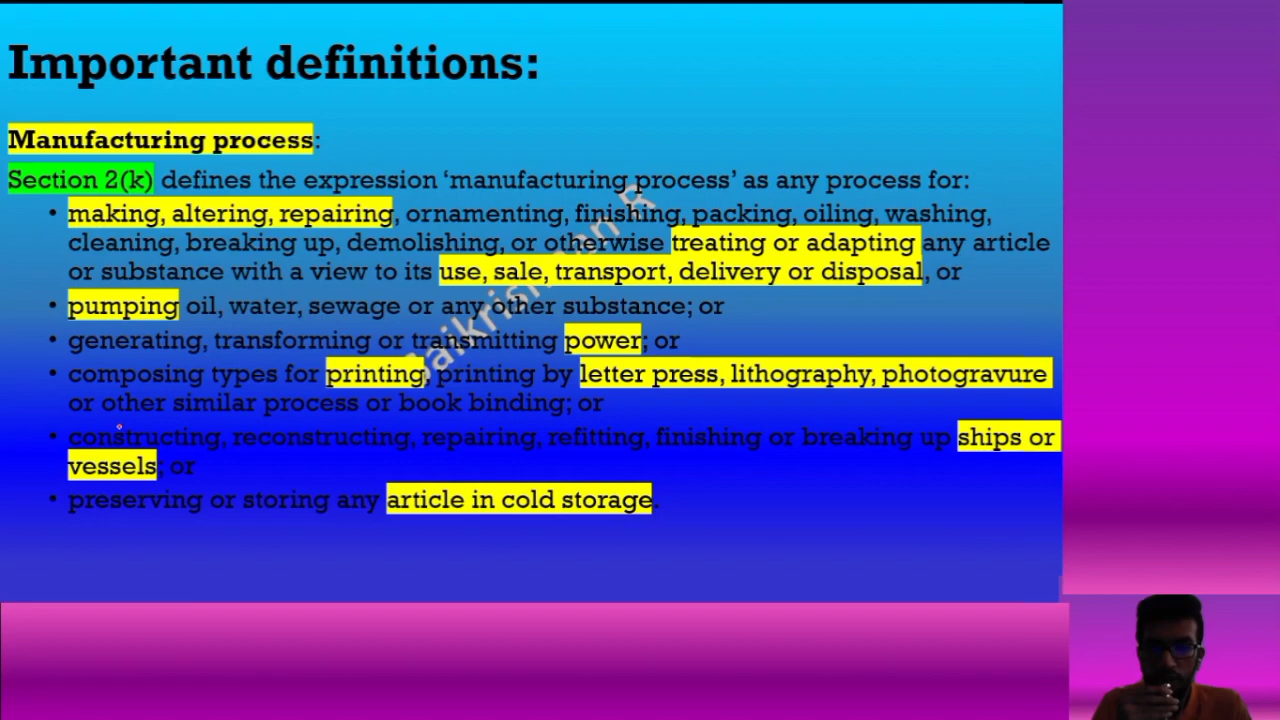 Important definitions:
Manufacturing process:
Section 2(k) defines the expression ‘manufacturing process’ as any process for:
• making, altering, repairing, ornamenting, finishing, packing, oiling, washing,
cleaning, breaking up, demolishing, or otherwise treating or adapting any article
or substance with a view to its use, sale, transport, delivery or disposal, or
• pumping oil, water, sewage or any other substance; or
• generating, transforming or transmitting power; or
• composing types for printing, printing by letter press, lithography, photogravure
or other similar process or book binding; or
• constructing, reconstructing, repairing, refitting, finishing or breaking up ships or
vessels; or
• preserving or storing any article in cold storage.